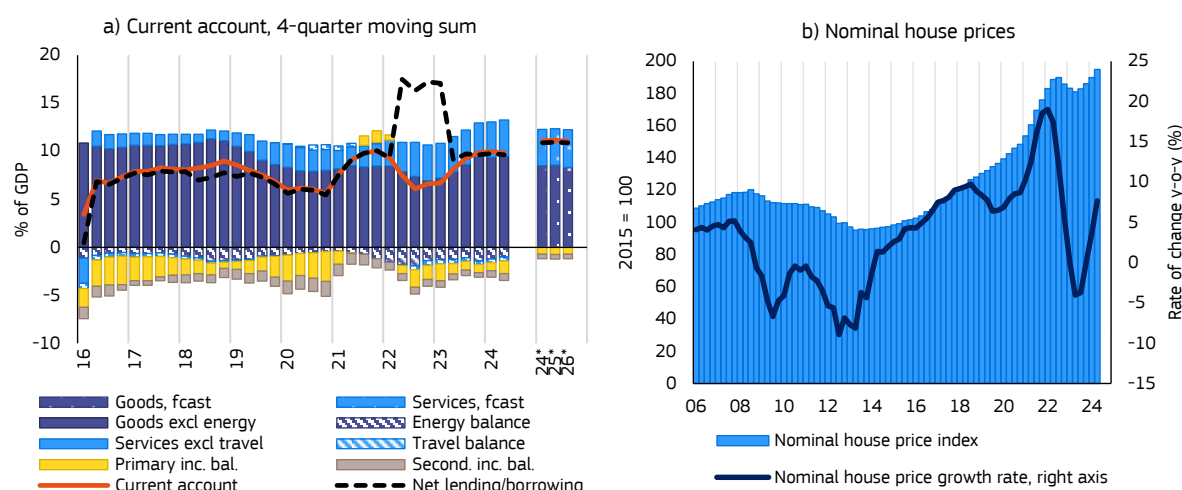 a) Current account, 4-quarter moving sum
% of GDP
20
15
10
5
0
-5
-10
16
17
18
19
20
21
22
23
24
24*
25*
26*
Goods, fcast
Services, fcast
Goods excl energy
Energy balance
Services excl travel
Travel balance
Primary inc. bal.
Second. inc. bal.
Current account
Net lending/borrowing
b) Nominal house prices
2015 = 100
200
180
160
140
120
100
80
60
40
20
0
25
20
15
10
5
0
-5
-10
-15
Rate of change y-o-y (%)
06 08 10 12 14 16 18 20 22 24
Nominal house price index
Nominal house price growth rate, right axis